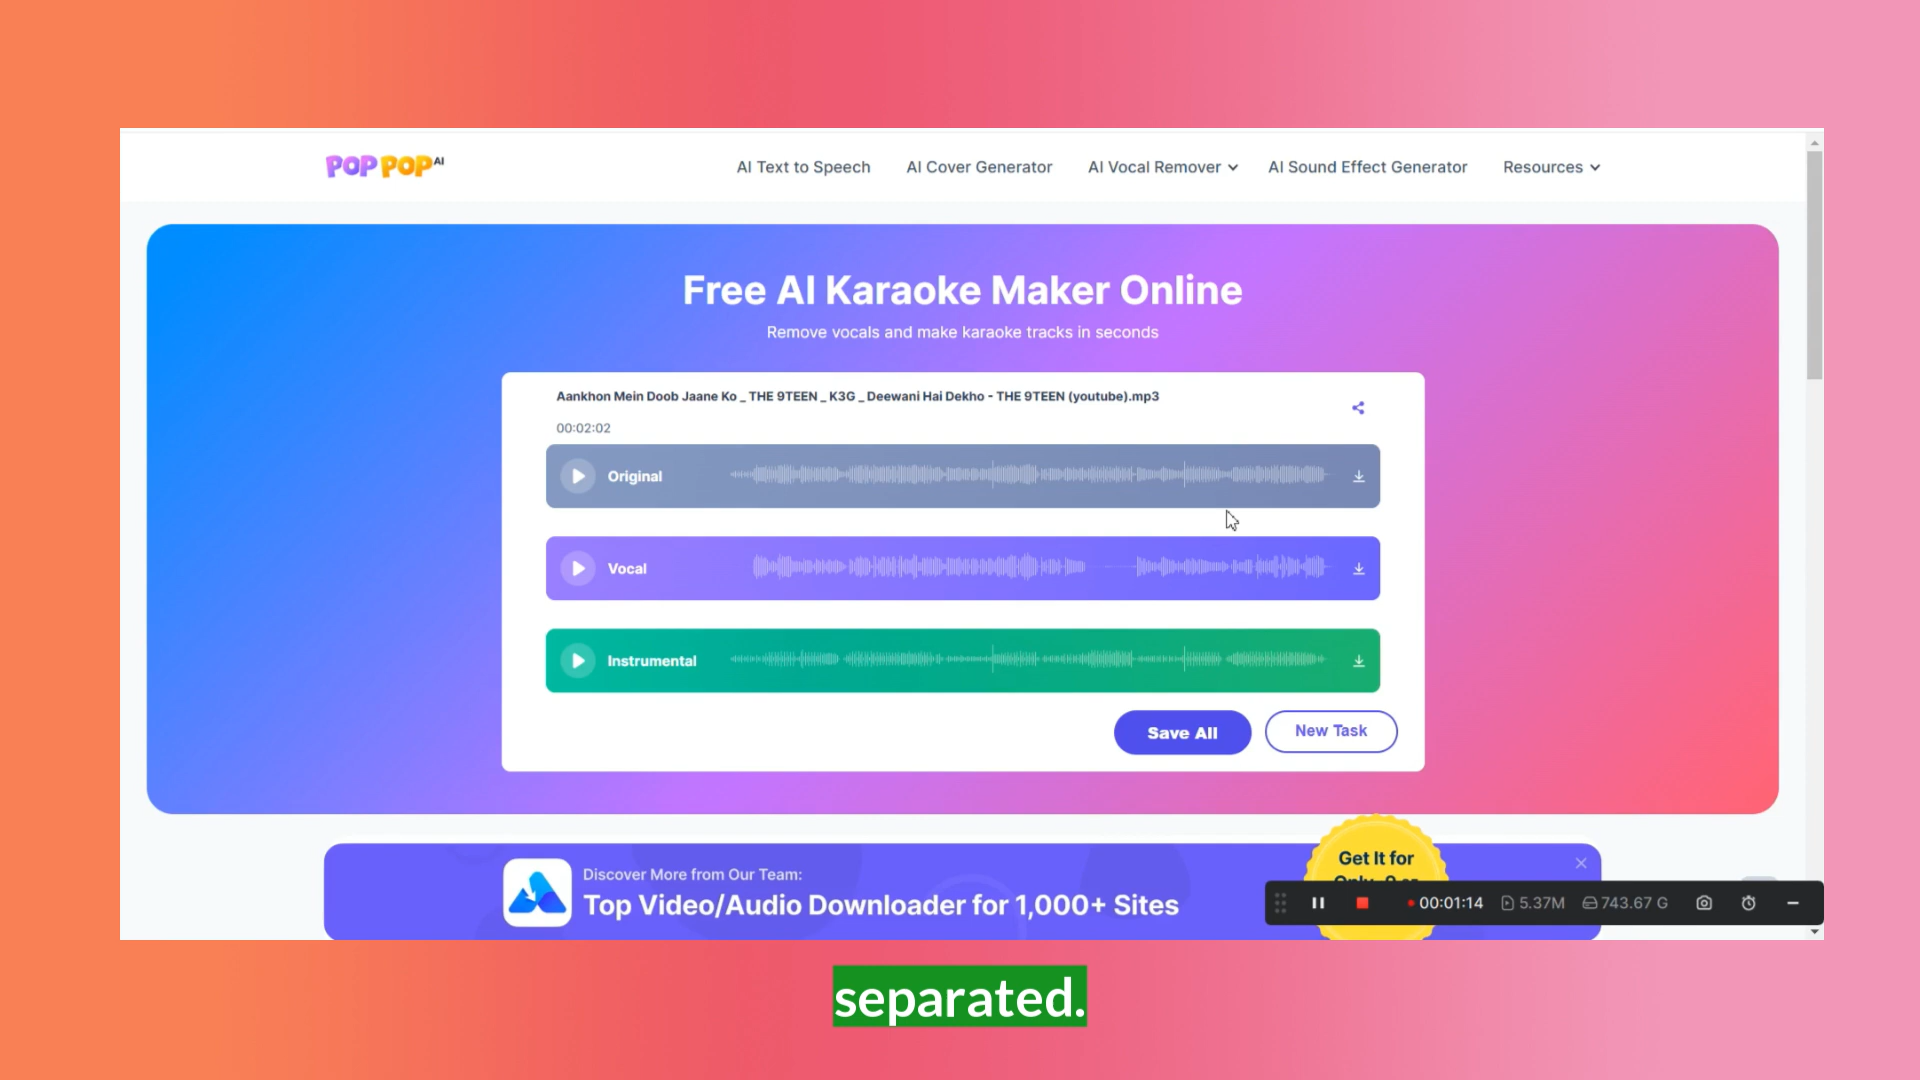 POP POP AI
AI Text to Speech AI Cover Generator AI Vocal Remover AI Sound Effect Generator Resources
Free AI Karaoke Maker Online
Remove vocals and make karaoke tracks in seconds
Aankhon Mein Doob Jaane Ko _ THE 9TEEN _ K3G _ Deewani Hai Dekho - THE 9TEEN (youtube).mp3
00:02:02
Original
Vocal
Instrumental
Save All New Task
Discover More from Our Team:
Top Video/Audio Downloader for 1,000+ Sites
Get It for
00:01:14 5.37M 743.67 G
separated.